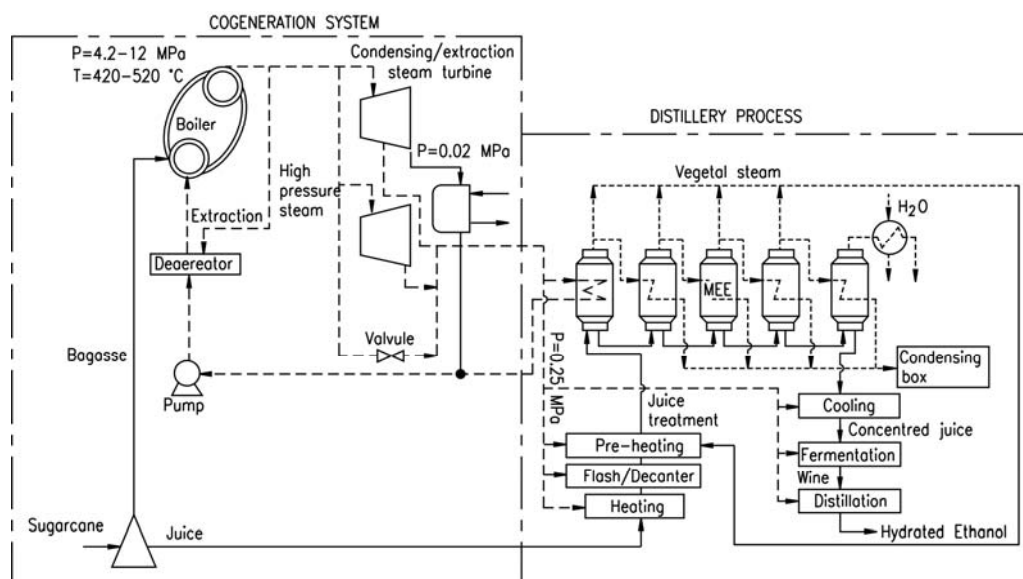 COGENERATION SYSTEM
P=4.2-12 MPa
T=420-520 °C
Condensing/extraction
steam turbine
Boiler
P=0.02 MPa
High
pressure
steam
Extraction
Deaereator
Bagasse
Valvule
Pump
Sugarcane
Juice
DISTILLERY PROCESS
Vegetal steam
H2O
MEE
P=0.25 MPa
Condensing
box
Juice
treatment
Cooling
Concentred juice
Pre-heating
Fermentation
Flash/Decanter
Wine
Heating
Distillation
Hydrated Ethanol